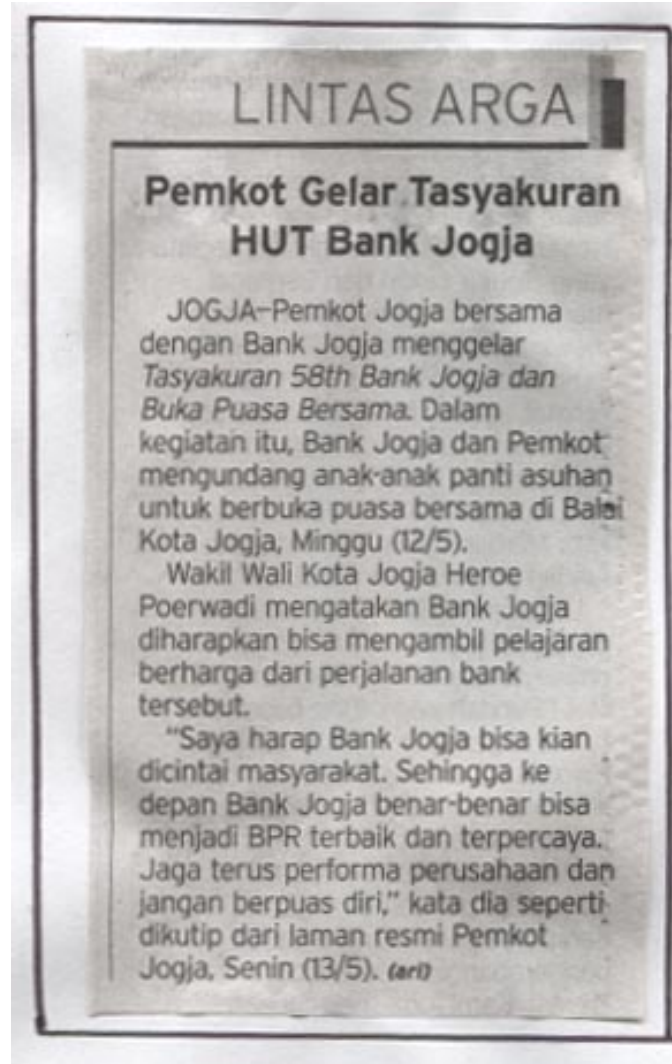 LINTAS ARGA
Pemkot Gelar Tasyakuran
HUT Bank Jogja
JOGJA–Pemkot Jogja bersama
dengan Bank Jogja menggelar
Tasyakuran 58th Bank Jogja dan
Buka Puasa Bersama. Dalam
kegiatan itu, Bank Jogja dan Pemkot
mengundang anak-anak panti asuhan
untuk berbuka puasa bersama di Balai
Kota Jogja, Minggu (12/5).
Wakil Wali Kota Jogja Heroe
Poerwadi mengatakan Bank Jogja
diharapkan bisa mengambil pelajaran
berharga dari perjalanan bank
tersebut.
"Saya harap Bank Jogja bisa kian
dicintai masyarakat. Sehingga ke
depan Bank Jogja benar-benar bisa
menjadi BPR terbaik dan terpercaya.
Jaga terus performa perusahaan dan
jangan berpuas diri," kata dia seperti
dikutip dari laman resmi Pemkot
Jogja, Senin (13/5). (ari)